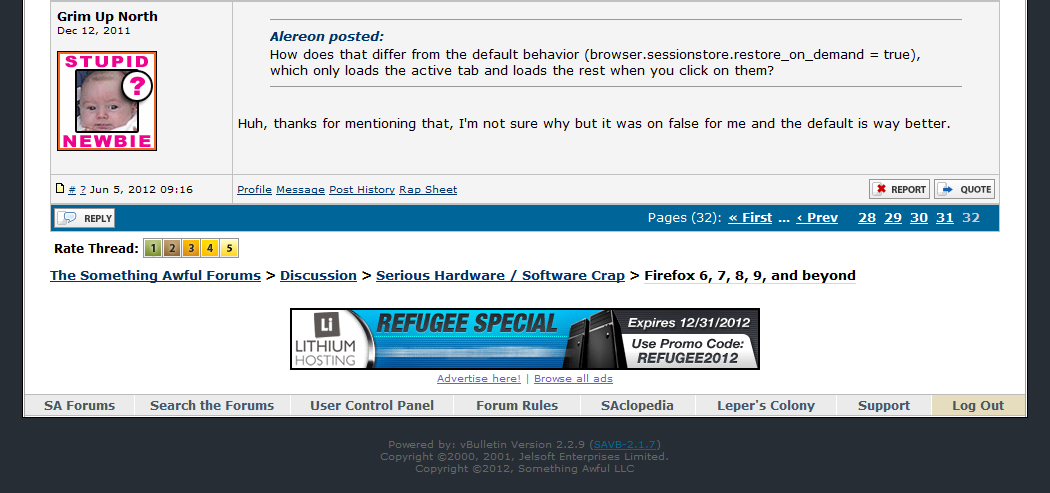 Grim Up North
Dec 12, 2011
STUPID
?
NEWBIE
Alereon posted:
How does that differ from the default behavior (browser.sessionstore.restore_on_demand = true),
which only loads the active tab and loads the rest when you click on them?
Huh, thanks for mentioning that, I'm not sure why but it was on false for me and the default is way better.
# ? Jun 5, 2012 09:16
Profile Message Post History Rap Sheet
REPORT QUOTE
REPLY
Pages (32): « First ... ‹ Prev 28 29 30 31 32
Rate Thread: 1 2 3 4 5
The Something Awful Forums > Discussion > Serious Hardware / Software Crap > Firefox 6, 7, 8, 9, and beyond
Li
LITHIUM
HOSTING
REFUGEE SPECIAL
Expires 12/31/2012
Use Promo Code:
REFUGEE2012
Advertise here! | Browse all ads
SA Forums Search the Forums User Control Panel Forum Rules SAclopedia Leper's Colony Support Log Out
Powered by: vBulletin Version 2.2.9 (SAVB-2.1.7)
Copyright ©2000, 2001, Jelsoft Enterprises Limited.
Copyright ©2012, Something Awful LLC